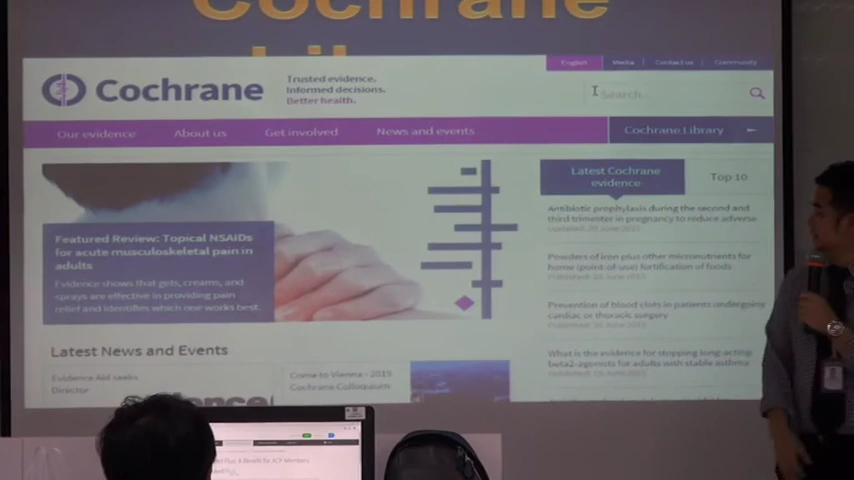 Cochrane
English
Media
Contact us
Community
Cochrane
Trusted evidence.
Informed decisions.
Better health.
Search...
Our evidence
About us
Get involved
News and events
Cochrane Library
Latest Cochrane
evidence
Top 10
Featured Review: Topical NSAIDs
for acute musculoskeletal pain in
adults
Evidence shows that gels, creams, and
sprays are effective in providing pain
relief and identifies which one works best.
Antibiotic prophylaxis during the second and
third trimester in pregnancy to reduce adverse
Powders of iron plus other micronutrients for
home (point-of-use) fortification of foods
Prevention of blood clots in patients undergoing
cardiac or thoracic surgery
What is the evidence for stopping long-acting
beta2-agonists for adults with stable asthma
Latest News and Events
Evidence Aid seeks
Director
Come to Vienna - 2015
Cochrane Colloquium